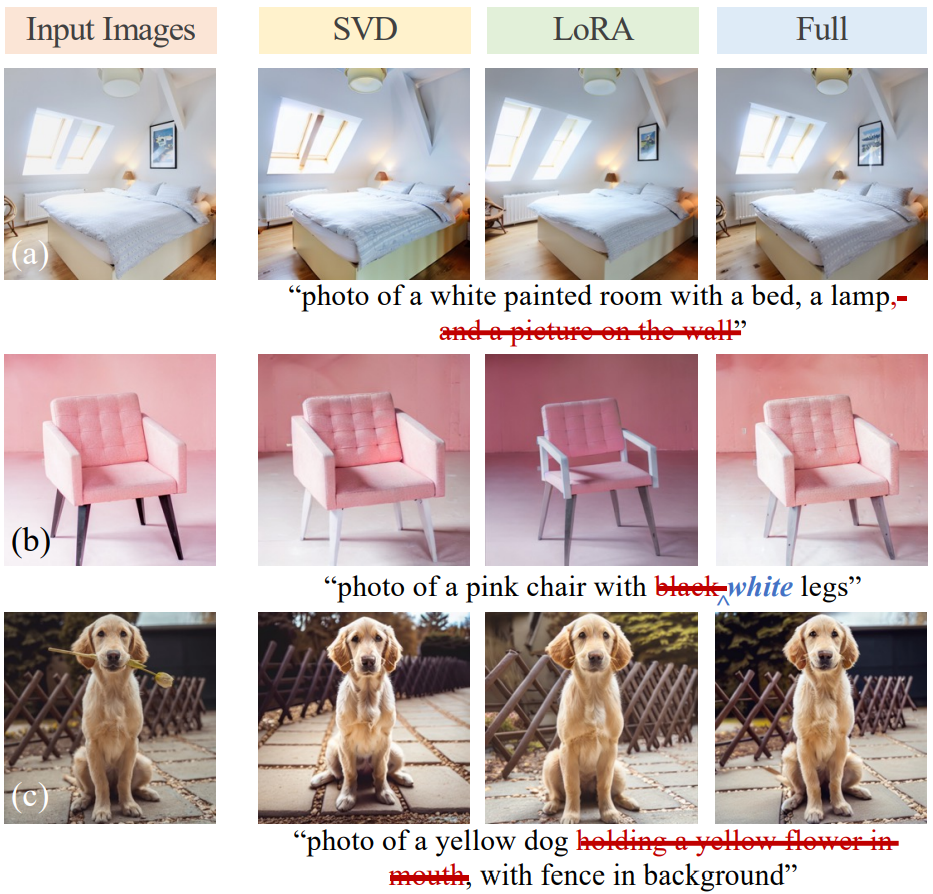 Input Images SVD LoRA Full
(a)
“photo of a white painted room with a bed, a lamp,
and a picture on the wall”
(b)
“photo of a pink chair with black white legs”
(c)
“photo of a yellow dog holding a yellow flower in
mouth, with fence in background”